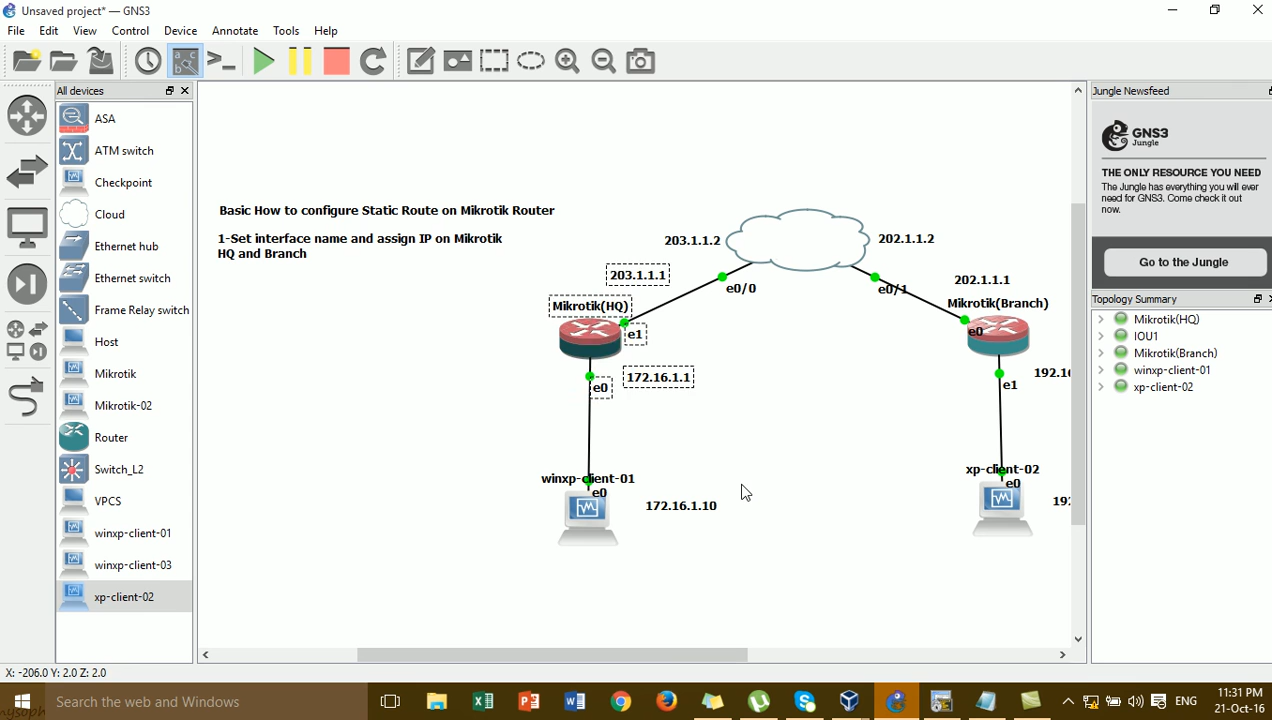 Unsaved project* — GNS3
File Edit View Control Device Annotate Tools Help
All devices
ASA
ATM switch
Checkpoint
Cloud
Ethernet hub
Ethernet switch
Frame Relay switch
Host
Mikrotik
Mikrotik-02
Router
Switch_L2
VPCS
winxp-client-01
winxp-client-03
xp-client-02
Basic How to configure Static Route on Mikrotik Router
1-Set interface name and assign IP on Mikrotik
HQ and Branch
203.1.1.2
202.1.1.2
203.1.1.1
e0/0
e0/1
202.1.1.1
Mikrotik(HQ)
Mikrotik(Branch)
e1
e0
172.16.1.1
e0
e1
192.16
winxp-client-01
e0
172.16.1.10
xp-client-02
e0
192
Jungle Newsfeed
GNS3
Jungle
THE ONLY RESOURCE YOU NEED
The Jungle has everything you will ever
need for GNS3. Come check it out
now.
Go to the Jungle
Topology Summary
Mikrotik(HQ)
IOU1
Mikrotik(Branch)
winxp-client-01
xp-client-02
X: -206.0 Y: 2.0 Z: 2.0
Search the web and Windows
ENG
11:31 PM
21-Oct-16